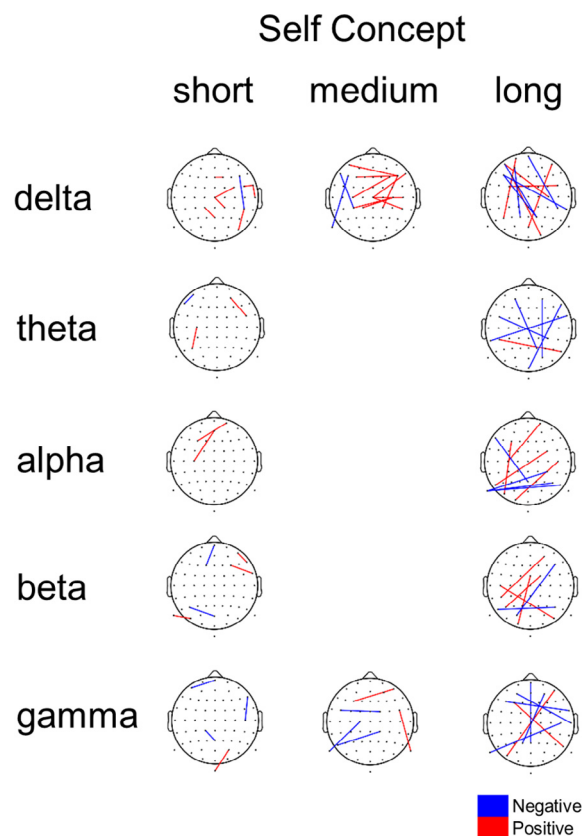 Self Concept
short medium long
delta
theta
alpha
beta
gamma
Negative
Positive